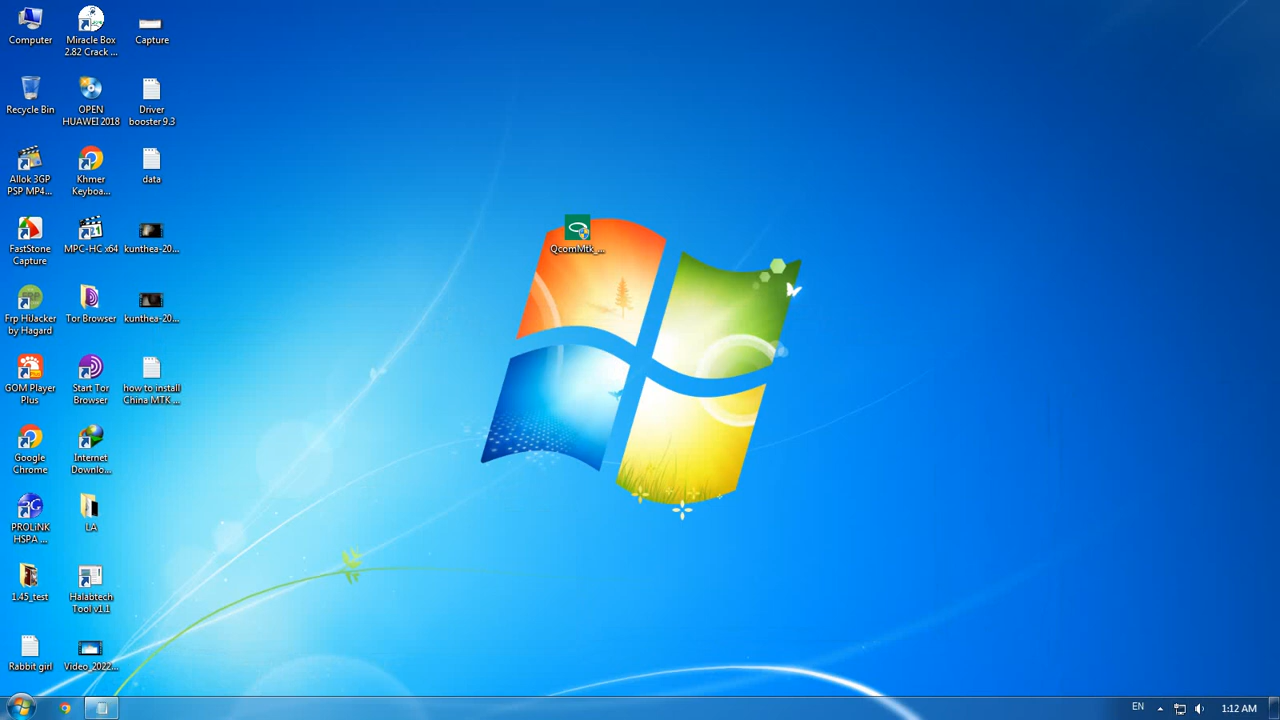 Computer
Miracle Box
2.82 Crack ...
Capture
Recycle Bin
OPEN
HUAWEI 2018
Driver
booster 9.3
Allok 3GP
PSP MP4...
Khmer
Keyboa...
data
FastStone
Capture
MPC-HC x64
kunthea-20...
Frp HiJacker
by Hagard
Tor Browser
kunthea-20...
GOM Player
Plus
Start Tor
Browser
how to install
China MTK ...
Google
Chrome
Internet
Downlo...
PROLiNK
HSPA ...
LA
1.45_test
Halabtech
Tool v1.1
Rabbit girl
Video_2022...
QcomMtk_...
EN
1:12 AM